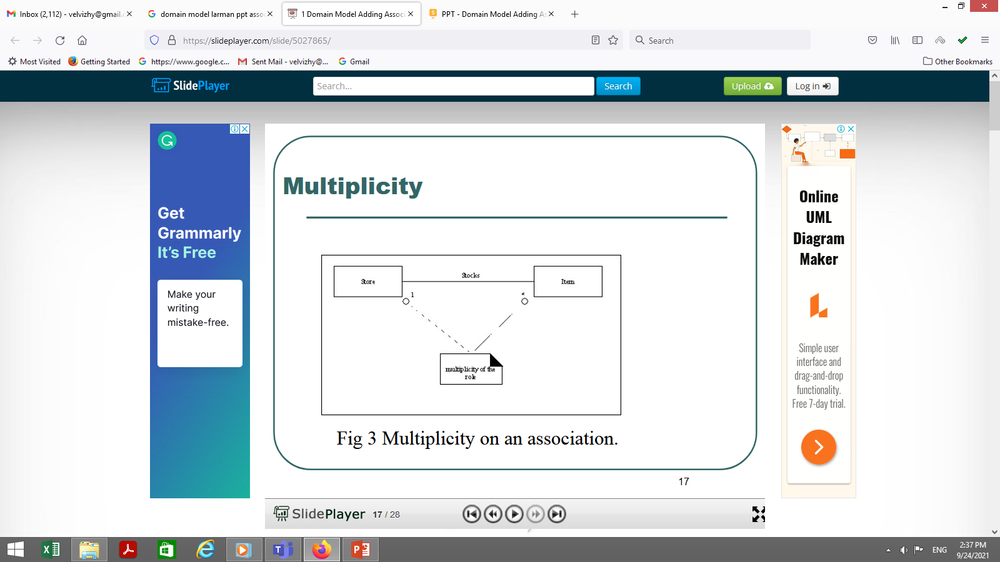 Inbox (2,112) - velvizhy@gmail.c
domain model larman ppt asso
1 Domain Model Adding Associ
PPT - Domain Model Adding A
https://slideplayer.com/slide/5027865/
Search
Most Visited
Getting Started
https://www.google.c...
Sent Mail - velvizhy@...
Gmail
Other Bookmarks
SlidePlayer
Search...
Search
Upload
Log in
Get
Grammarly
It's Free
Make your
writing
mistake-free.
Multiplicity
Store
Stocks
Item
1
*
multiplicity of the
role
Fig 3 Multiplicity on an association.
17
Online
UML
Diagram
Maker
Simple user
interface and
drag-and-drop
functionality.
Free 7-day trial.
SlidePlayer
17 / 28
ENG
2:37 PM
9/24/2021